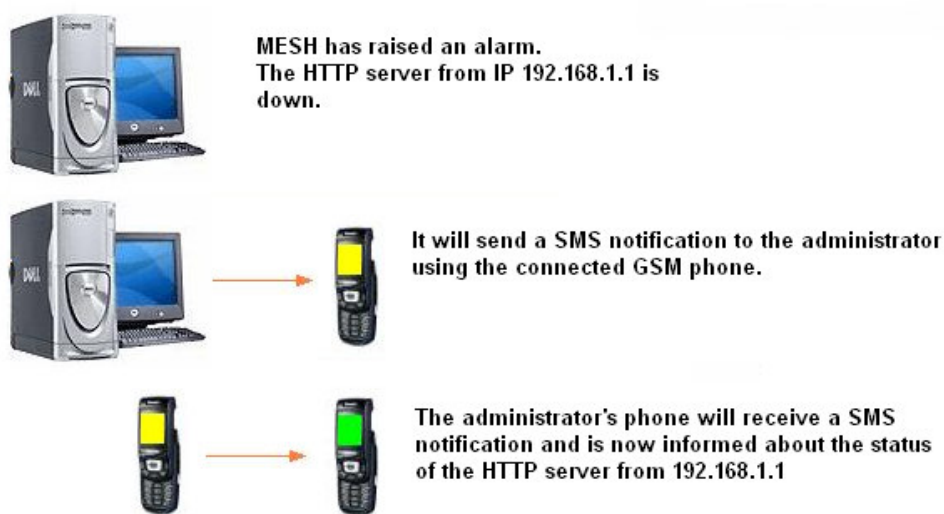 MESH has raised an alarm.
The HTTP server from IP 192.168.1.1 is
down.
DELL
It will send a SMS notification to the administrator
using the connected GSM phone.
DELL
The administrator's phone will receive a SMS
notification and is now informed about the status
of the HTTP server from 192.168.1.1